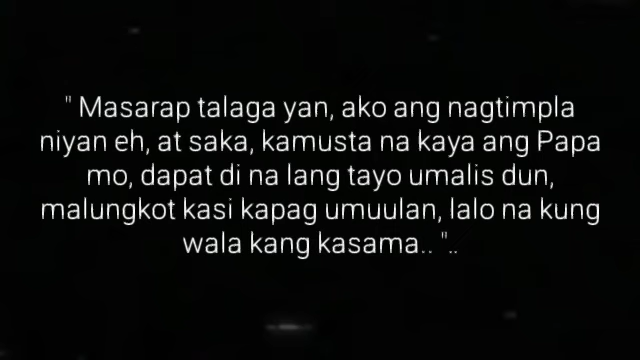 " Masarap talaga yan, ako ang nagtimpla
niyan eh, at saka, kamusta na kaya ang Papa
mo, dapat di na lang tayo umalis dun,
malungkot kasi kapag umuulan, lalo na kung
wala kang kasama.. "..